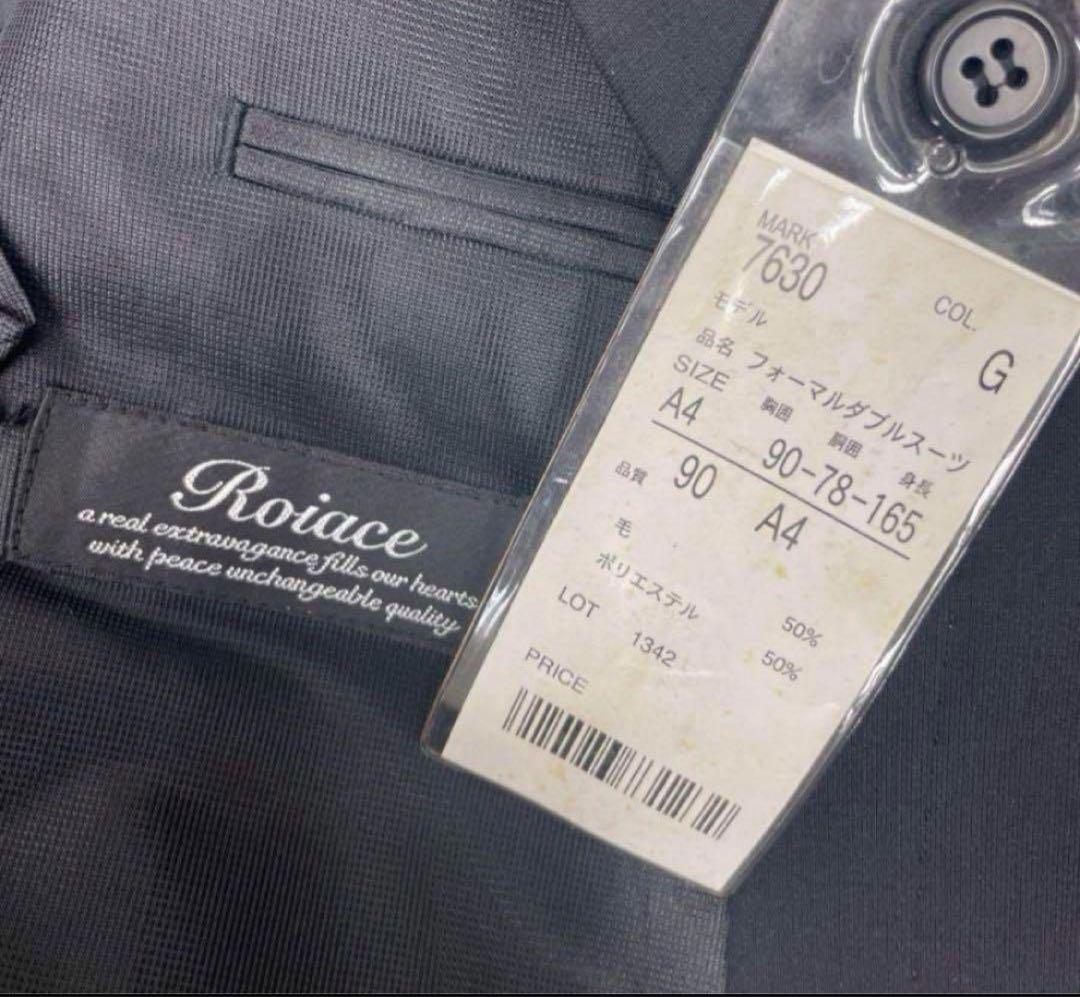 Roiace
a real extravagance fills our hearts
with peace unchangeable quality
MARK
7630
COL.
G
モデル
品名 フォーマルダブルスーツ
SIZE 胸囲 胴囲 身長
A4 90-78-165
90 A4
品質
毛 50%
ポリエステル 50%
LOT 1342
PRICE